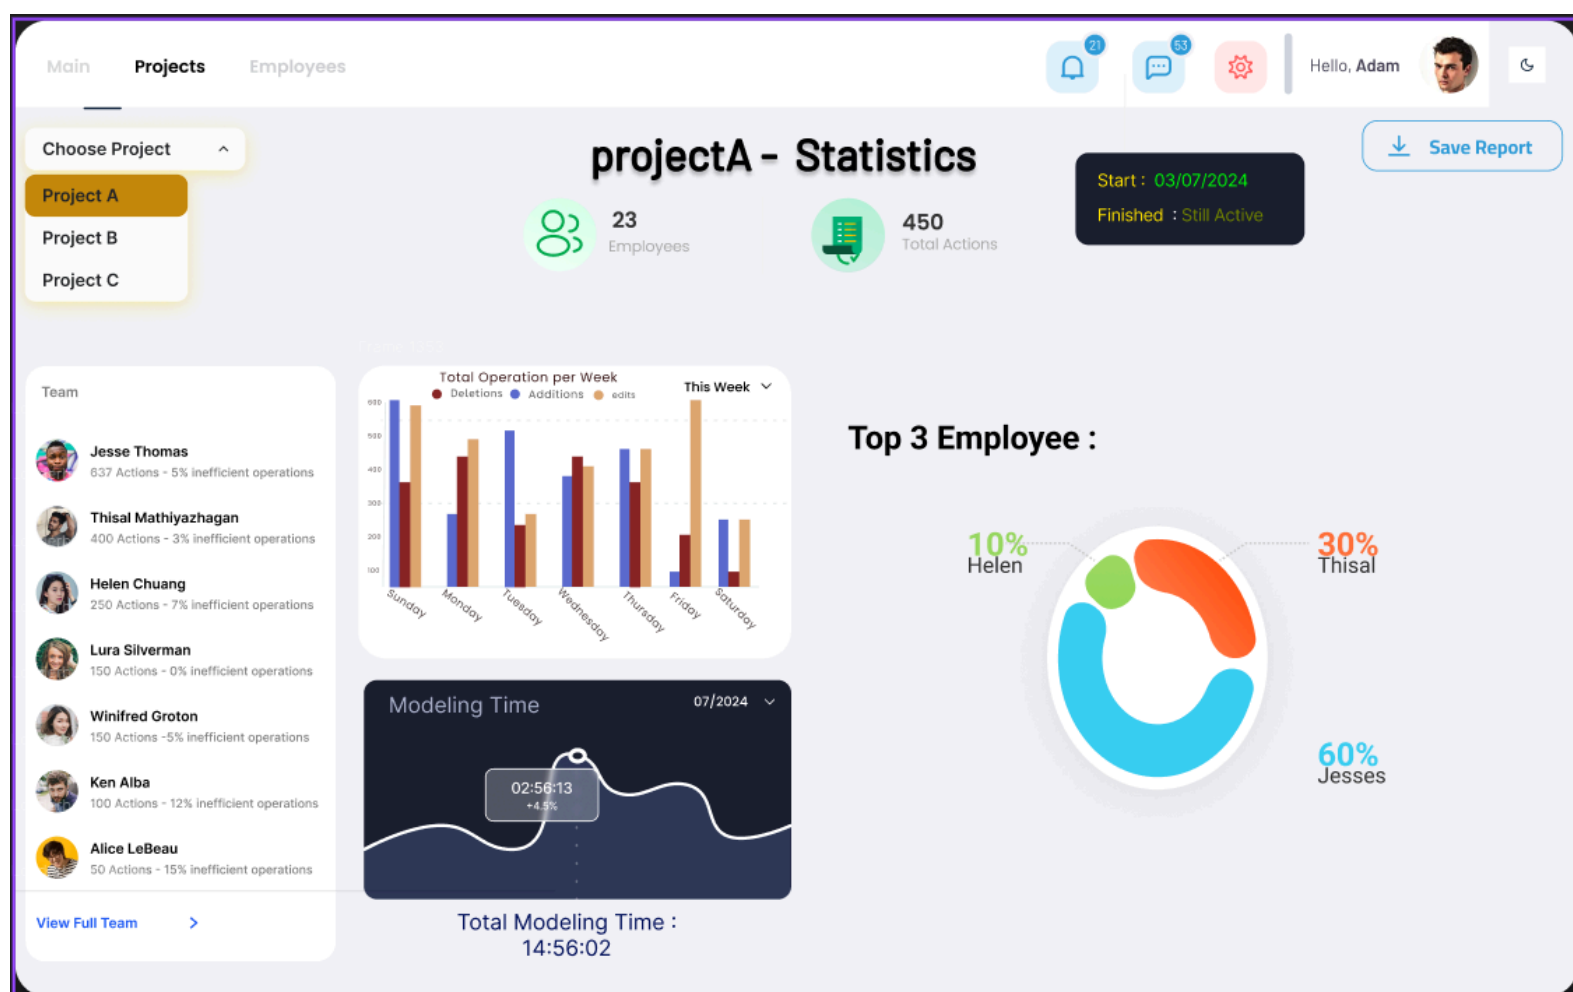 Main Projects Employees
21
53
Hello, Adam
Choose Project
Project A
Project B
Project C
projectA - Statistics
23
Employees
450
Total Actions
Start : 03/07/2024
Finished : Still Active
Save Report
Team
Jesse Thomas
637 Actions - 5% inefficient operations
Thisal Mathiyazhagan
400 Actions - 3% inefficient operations
Helen Chuang
250 Actions - 7% inefficient operations
Lura Silverman
150 Actions - 0% inefficient operations
Winifred Groton
150 Actions -5% inefficient operations
Ken Alba
100 Actions - 12% inefficient operations
Alice LeBeau
50 Actions - 15% inefficient operations
View Full Team
Total Operation per Week
Deletions Additions edits
This Week
600
500
400
300
200
100
Sunday
Monday
Tuesday
Wednesday
Thursday
Friday
Saturday
Modeling Time
07/2024
02:56:13
+4.5%
Total Modeling Time :
14:56:02
Top 3 Employee :
10%
Helen
30%
Thisal
60%
Jesses